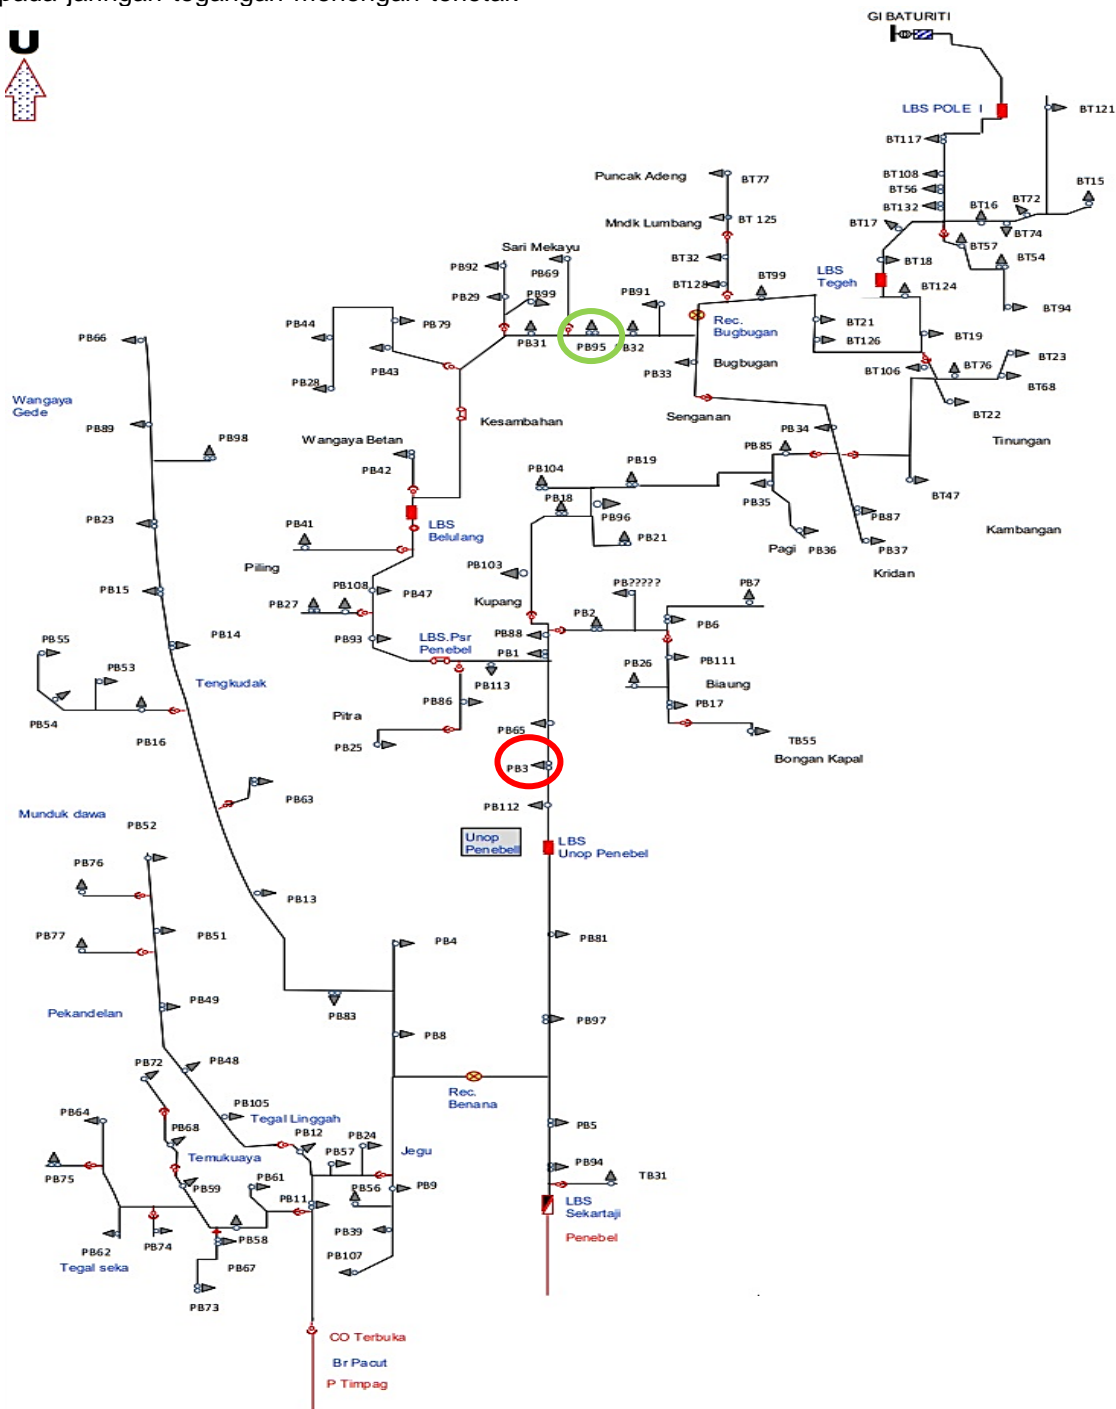 pada jaringan tegangan menengah
GI BATURITI
U
LBS POLE I
BT121
BT117
BT108
BT56
BT132
BT16
BT72
BT15
BT17
BT74
BT57
BT54
BT18
BT124
BT94
LBS
Tegeh
Puncak Adeng
BT77
Mndk Lumbang
BT 125
Sari Mekayu
PB69
BT32
BT99
BT128
PB92
PB29
PB99
PB91
PB31
PB95
PB32
Rec.
Bugbugan
Bugbugan
BT21
BT126
BT19
BT106
BT76
BT23
BT68
BT22
Tinungan
PB33
PB44
PB79
PB43
PB28
PB66
Wangaya
Gede
PB89
PB98
Kesambahan
Senganan
PB34
PB85
Wangaya Betan
PB42
PB104
PB19
PB18
PB96
PB21
PB35
PB36
Pagi
PB87
PB37
Kridan
BT47
Kambangan
PB23
PB41
LBS
Belulang
Piling
PB103
Kupang
PB15
PB27
PB108
PB47
PB?????
PB7
PB2
PB6
PB14
PB93
LBS.Psr
Penebel
PB88
PB1
PB113
PB26
PB111
Biaung
PB17
PB55
PB53
PB54
PB16
Tengkudak
Pitra
PB86
PB25
PB65
TB55
Bongan Kapal
PB3
PB63
PB112
Munduk dawa
PB52
Unop
Penebell
LBS
Unop Penebel
PB76
PB13
PB77
PB51
PB4
PB81
PB49
Pekandelan
PB83
PB8
PB97
PB72
PB48
Rec.
Benana
PB64
PB105
Tegal Linggah
PB68
PB12
PB24
PB57
Jegu
PB5
Temukuaya
PB75
PB59
PB61
PB11
PB56
PB9
PB94
TB31
PB39
LBS
Sekartaji
PB62
PB74
PB58
PB107
Penebel
Tegal seka
PB67
PB73
CO Terbuka
Br Pacut
P Timpag